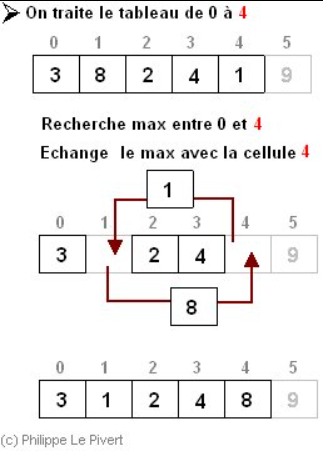 On traite le tableau de 0 à 4
0 1 2 3 4 5
3 8 2 4 1 9
Recherche max entre 0 et 4
Echange le max avec la cellule 4
1
0 1 2 3 4 5
3 2 4 9
8
0 1 2 3 4 5
3 1 2 4 8 9
(c) Philippe Le Pivert